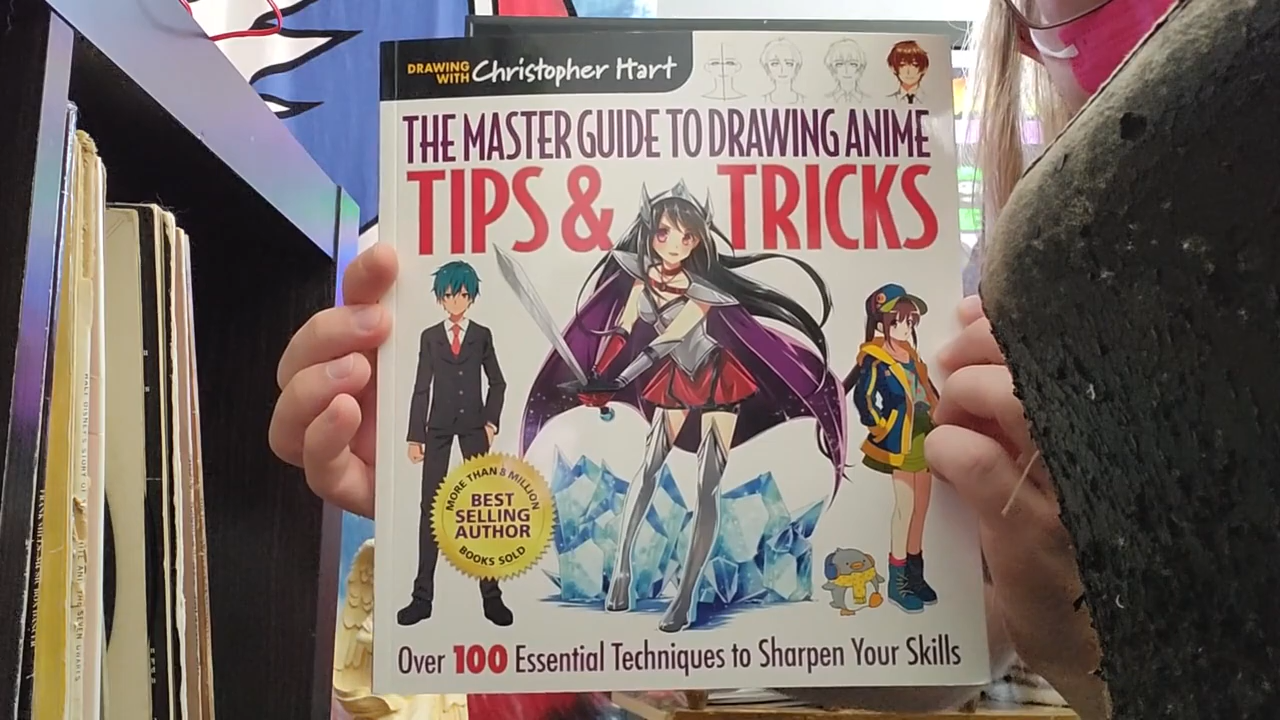 DRAWING WITH Christopher Hart
THE MASTER GUIDE TO DRAWING ANIME
TIPS & TRICKS
MORE THAN 8 MILLION
BEST
SELLING
AUTHOR
BOOKS SOLD
Over 100 Essential Techniques to Sharpen Your Skills